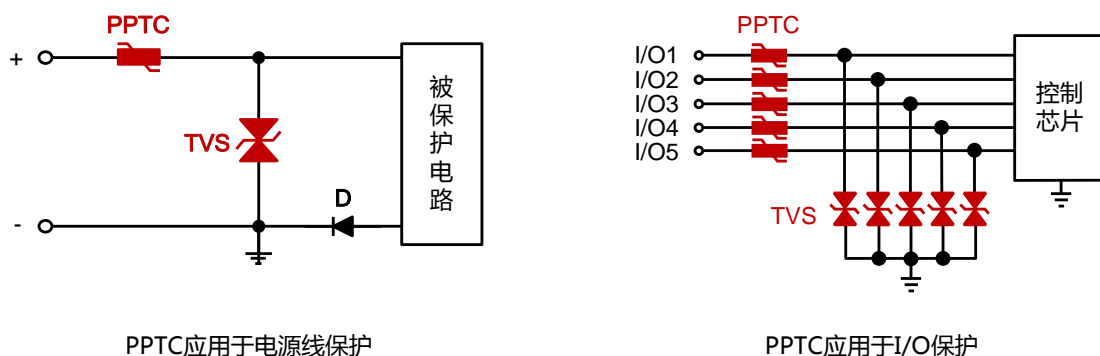 PPTC
+
TVS
被保护电路
D
-
PPTC应用于电源线保护
PPTC
I/O1
I/O2
I/O3
I/O4
I/O5
控制
芯片
TVS
PPTC应用于I/O保护